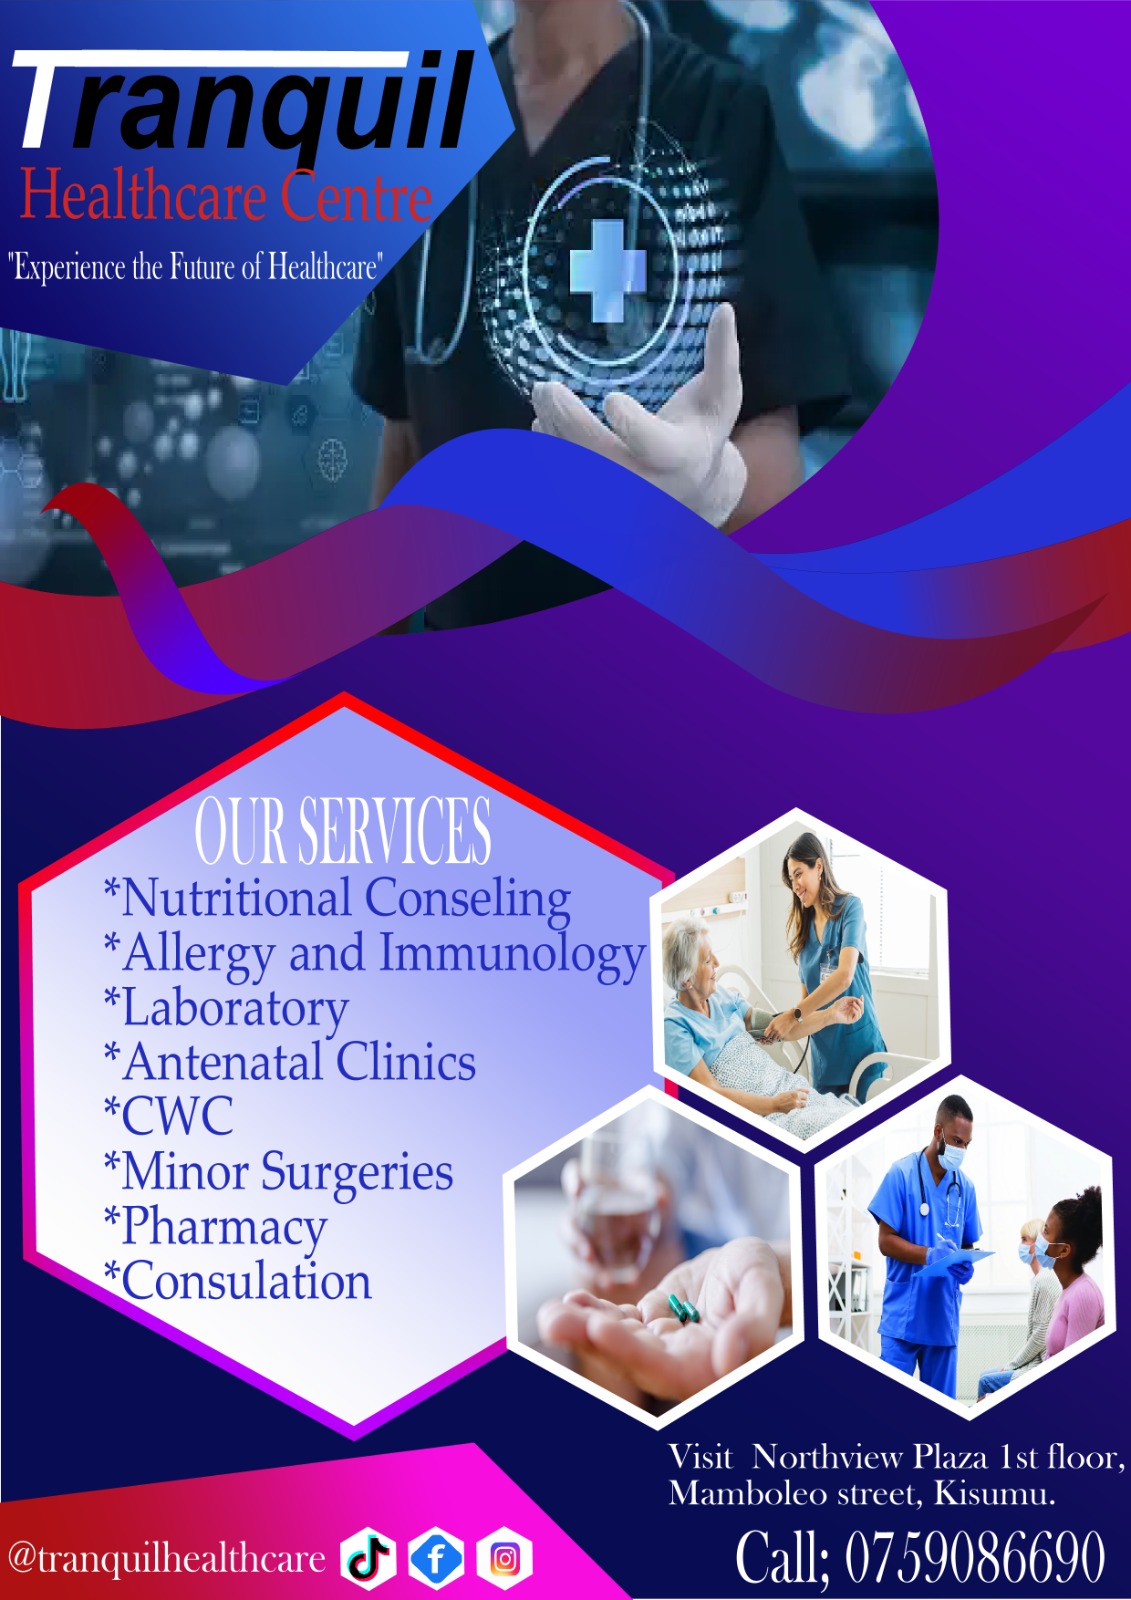 Tranquil
Healthcare Centre
"Experience the Future of Healthcare"
OUR SERVICES
*Nutritional Conseling
*Allergy and Immunology
*Laboratory
*Antenatal Clinics
*CWC
*Minor Surgeries
*Pharmacy
*Consulation
Visit Northview Plaza 1st floor,
Mamboleo street, Kisumu.
Call; 0759086690
@tranquilhealthcare